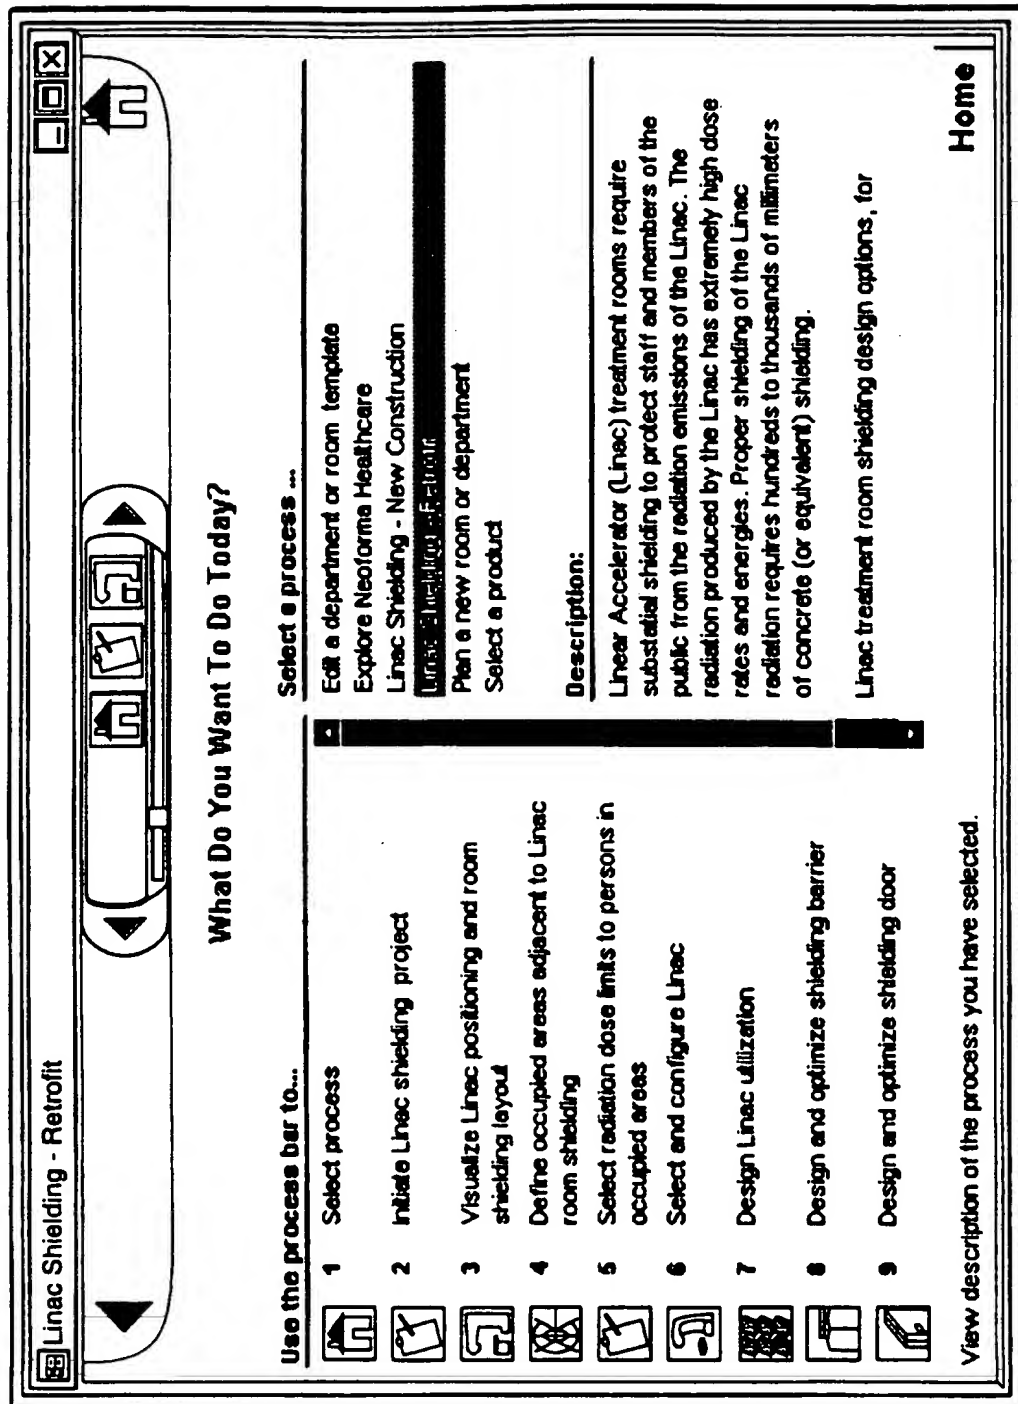 Linac Shielding - Retrofit
What Do You Want To Do Today?
Use the process bar to...
1 Select process
2 Initiate Linac shielding project
3 Visualize Linac positioning and room
shielding layout
4 Define occupied areas adjacent to Linac
room shielding
5 Select radiation dose limits to persons in
occupied areas
6 Select and configure Linac
7 Design Linac utilization
8 Design and optimize shielding barrier
9 Design and optimize shielding door
View description of the process you have selected.
Select a process ...
Edit a department or room template
Explore Neoforma Healthcare
Linac Shielding - New Construction
Linac Shielding - Retrofit
Plan a new room or department
Select a product
Description:
Linear Accelerator (Linac) treatment rooms require
substatial shielding to protect staff and members of the
public from the radiation emissions of the Linac. The
radiation produced by the Linac has extremely high dose
rates and energies. Proper shielding of the Linac
radiation requires hundreds to thousands of millimeters
of concrete (or equivalent) shielding.
Linac treatment room shielding design options, for
Home